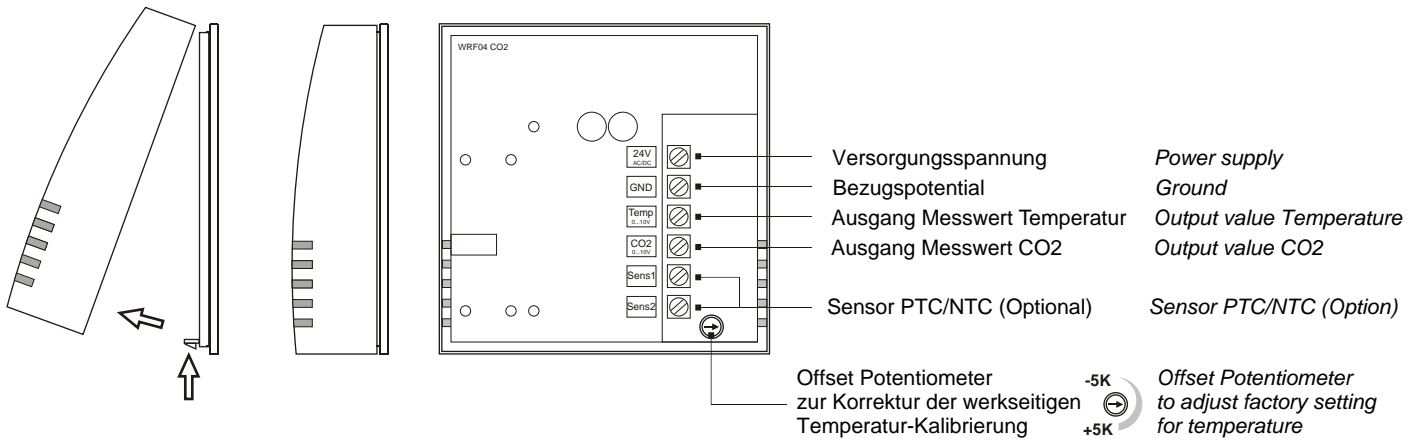 WRF04 CO2
24V
AC/DC
Versorgungsspannung Power supply
GND
Bezugspotential Ground
Temp
0...10V
Ausgang Messwert Temperatur Output value Temperature
CO2
0...10V
Ausgang Messwert CO2 Output value CO2
Sens1
Sens2
Sensor PTC/NTC (Optional) Sensor PTC/NTC (Option)
Offset Potentiometer
zur Korrektur der werkseitigen
Temperatur-Kalibrierung
-5K
+5K
Offset Potentiometer
to adjust factory setting
for temperature